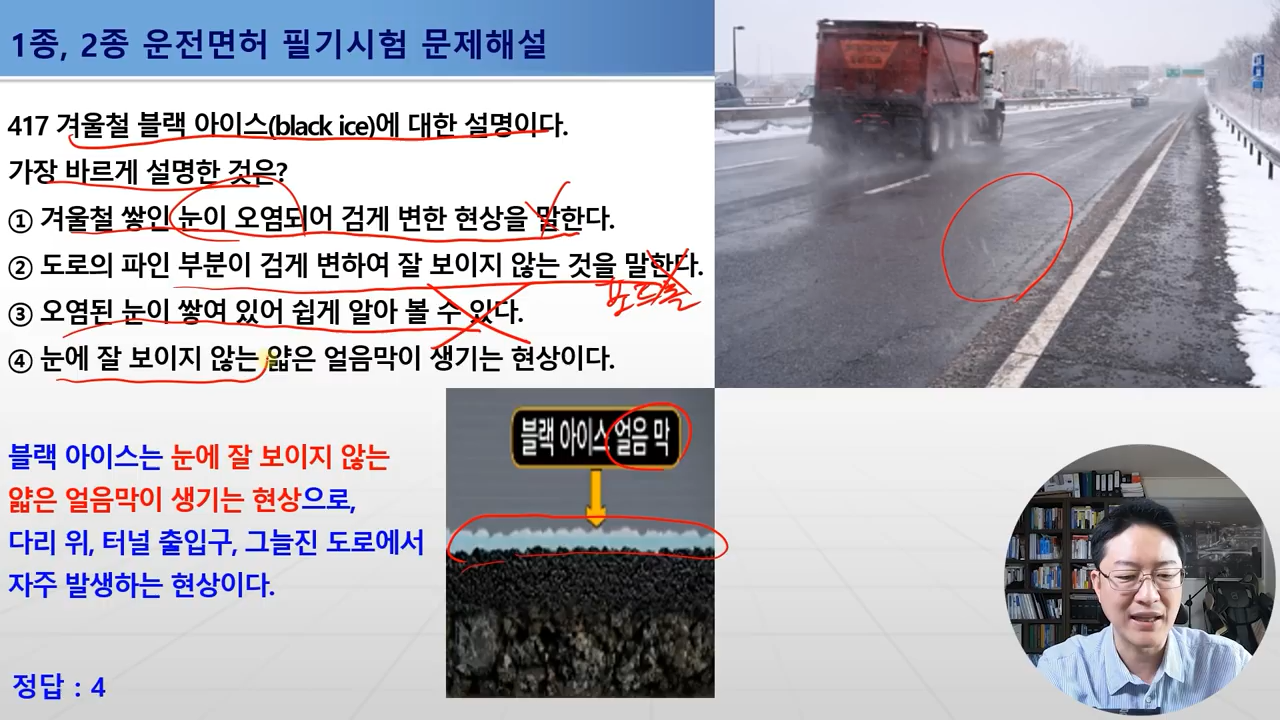 1종, 2종 운전면허 필기시험 문제해설
417 겨울철 블랙 아이스(black ice)에 대한 설명이다.
가장 바르게 설명한 것은?
① 겨울철 쌓인 눈이 오염되어 검게 변한 현상을 말한다.
② 도로의 파인 부분이 검게 변하여 잘 보이지 않는 것을 말한다.
포트홀
③ 오염된 눈이 쌓여 있어 쉽게 알아 볼 수 있다.
④ 눈에 잘 보이지 않는 얇은 얼음막이 생기는 현상이다.
블랙 아이스 얼음 막
블랙 아이스는 눈에 잘 보이지 않는
얇은 얼음막이 생기는 현상으로,
다리 위, 터널 출입구, 그늘진 도로에서
자주 발생하는 현상이다.
정답 : 4